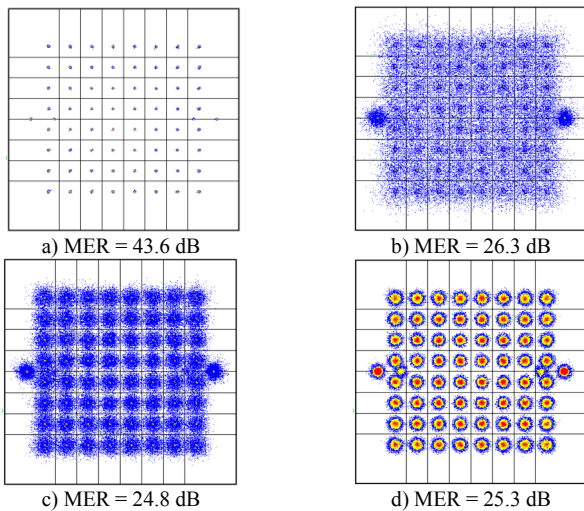 a) MER = 43.6 dB
b) MER = 26.3 dB
c) MER = 24.8 dB
d) MER = 25.3 dB